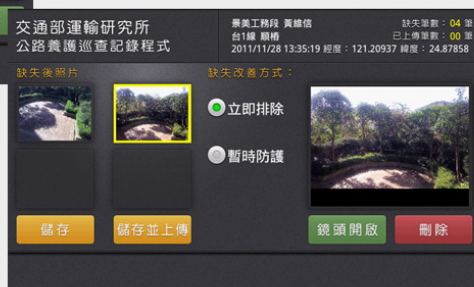 交通部運輸研究所
公路養護巡查記錄程式
景美工務段 黃維信
台1線 順樁
缺失筆數：04 筆
已上傳筆數：00 筆
2011/11/28 13:35:19 經度：121.20937 緯度：24.87858
缺失後照片
缺失改善方式：
立即排除
暫時防護
儲存
儲存並上傳
鏡頭開啟
刪除